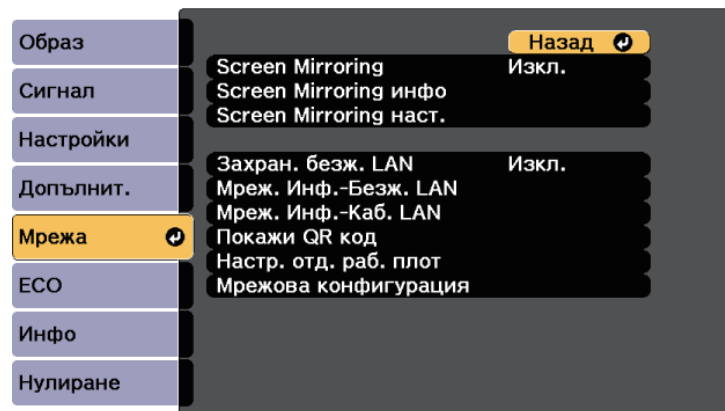 Образ
Сигнал
Настройки
Допълнит.
Мрежа
ECO
Инфо
Нулиране
Назад
Screen Mirroring Изкл.
Screen Mirroring инфо
Screen Mirroring наст.
Захран. безж. LAN Изкл.
Мреж. Инф.-Безж. LAN
Мреж. Инф.-Каб. LAN
Покажи QR код
Настр. отд. раб. плот
Мрежова конфигурация